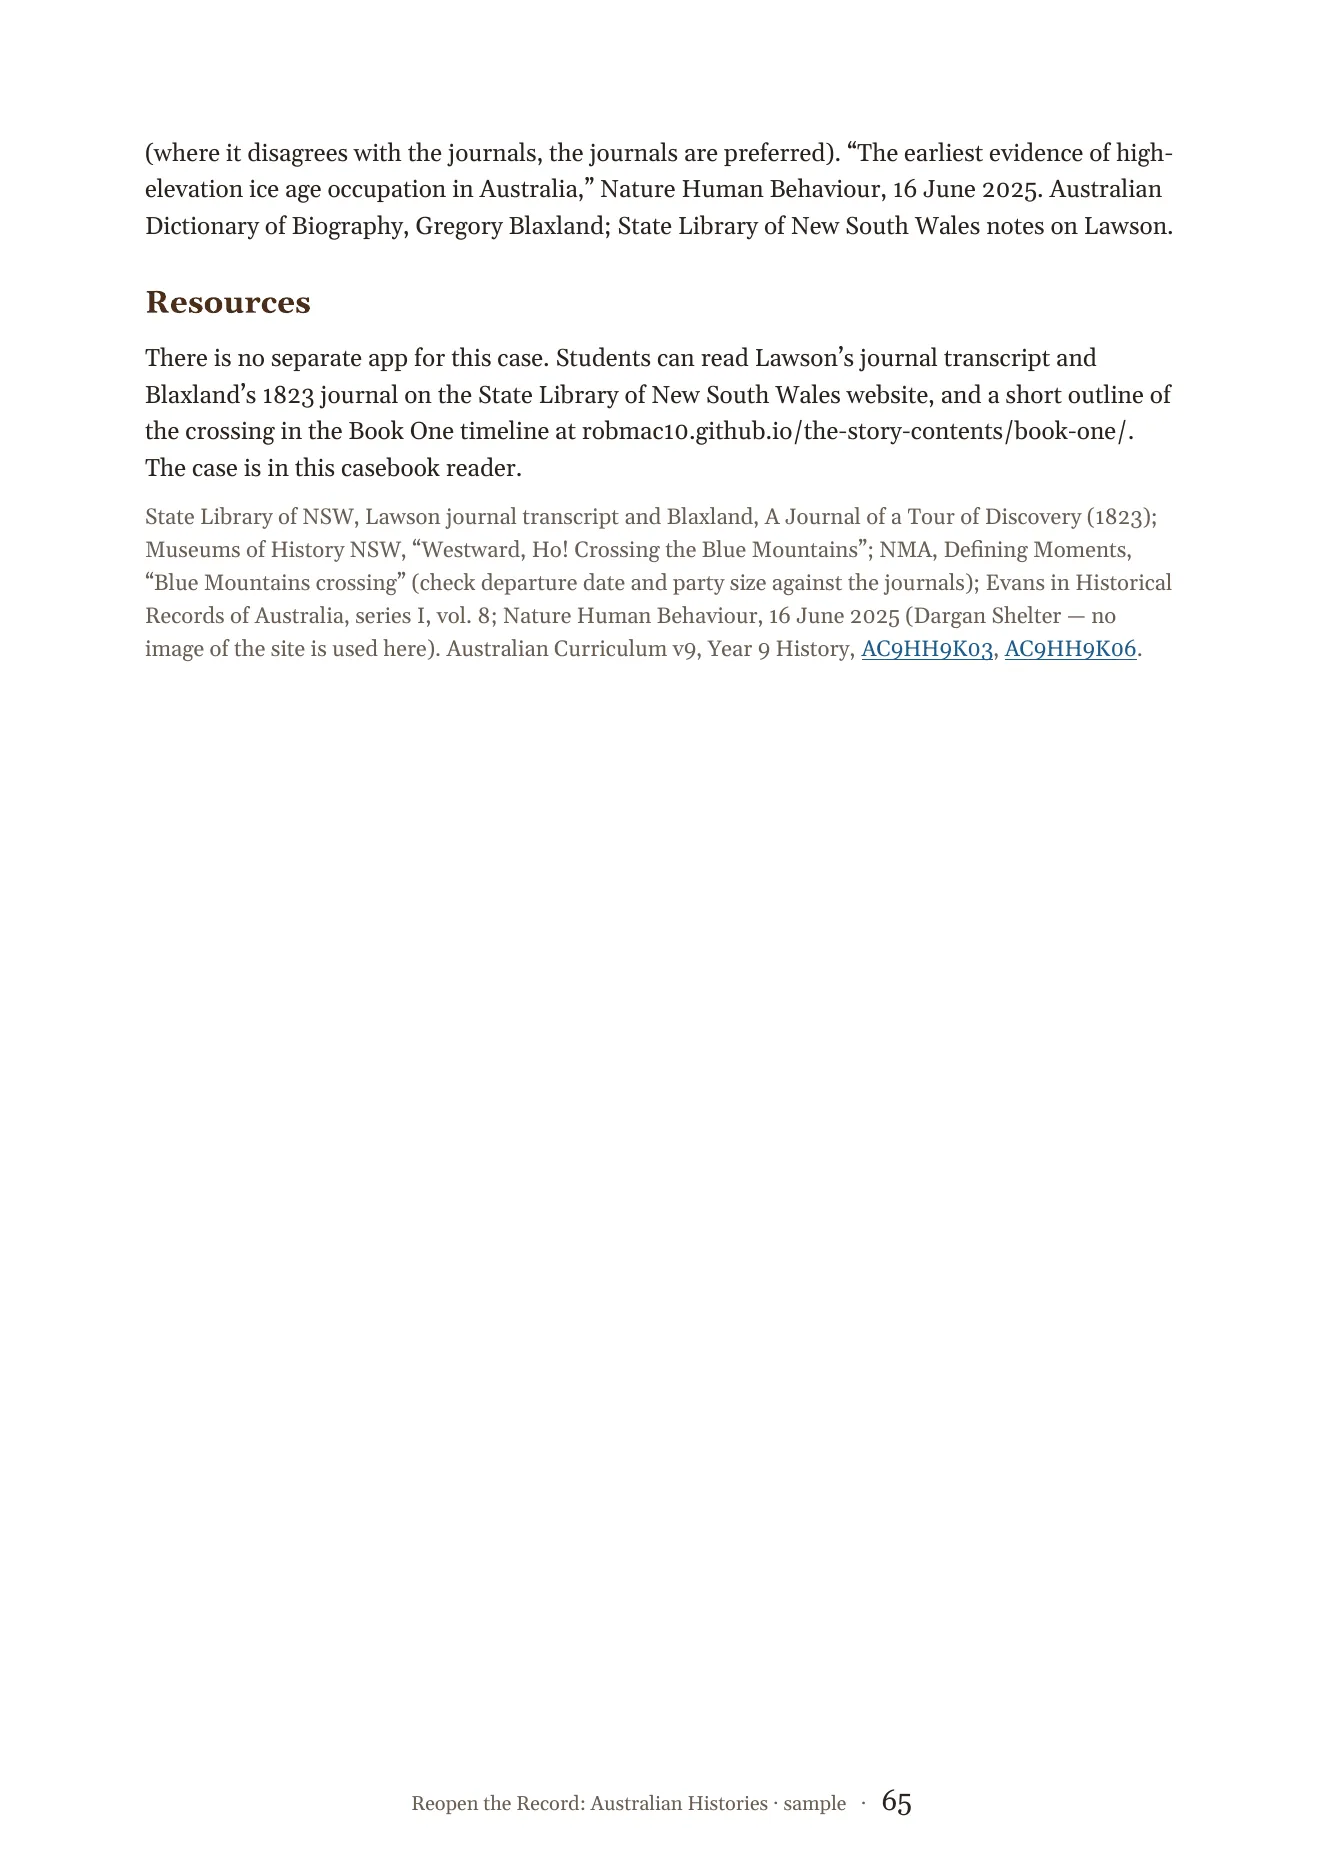 (where it disagrees with the journals, the journals are preferred). “The earliest evidence of high-
elevation ice age occupation in Australia,” Nature Human Behaviour, 16 June 2025. Australian
Dictionary of Biography, Gregory Blaxland; State Library of New South Wales notes on Lawson.
Resources
There is no separate app for this case. Students can read Lawson’s journal transcript and
Blaxland’s 1823 journal on the State Library of New South Wales website, and a short outline of
the crossing in the Book One timeline at robmac10.github.io/the-story-contents/book-one/.
The case is in this casebook reader.
State Library of NSW, Lawson journal transcript and Blaxland, A Journal of a Tour of Discovery (1823);
Museums of History NSW, “Westward, Ho! Crossing the Blue Mountains”; NMA, Defining Moments,
“Blue Mountains crossing” (check departure date and party size against the journals); Evans in Historical
Records of Australia, series I, vol. 8; Nature Human Behaviour, 16 June 2025 (Dargan Shelter — no
image of the site is used here). Australian Curriculum v9, Year 9 History, AC9HH9K03, AC9HH9K06.
Reopen the Record: Australian Histories · sample · 65